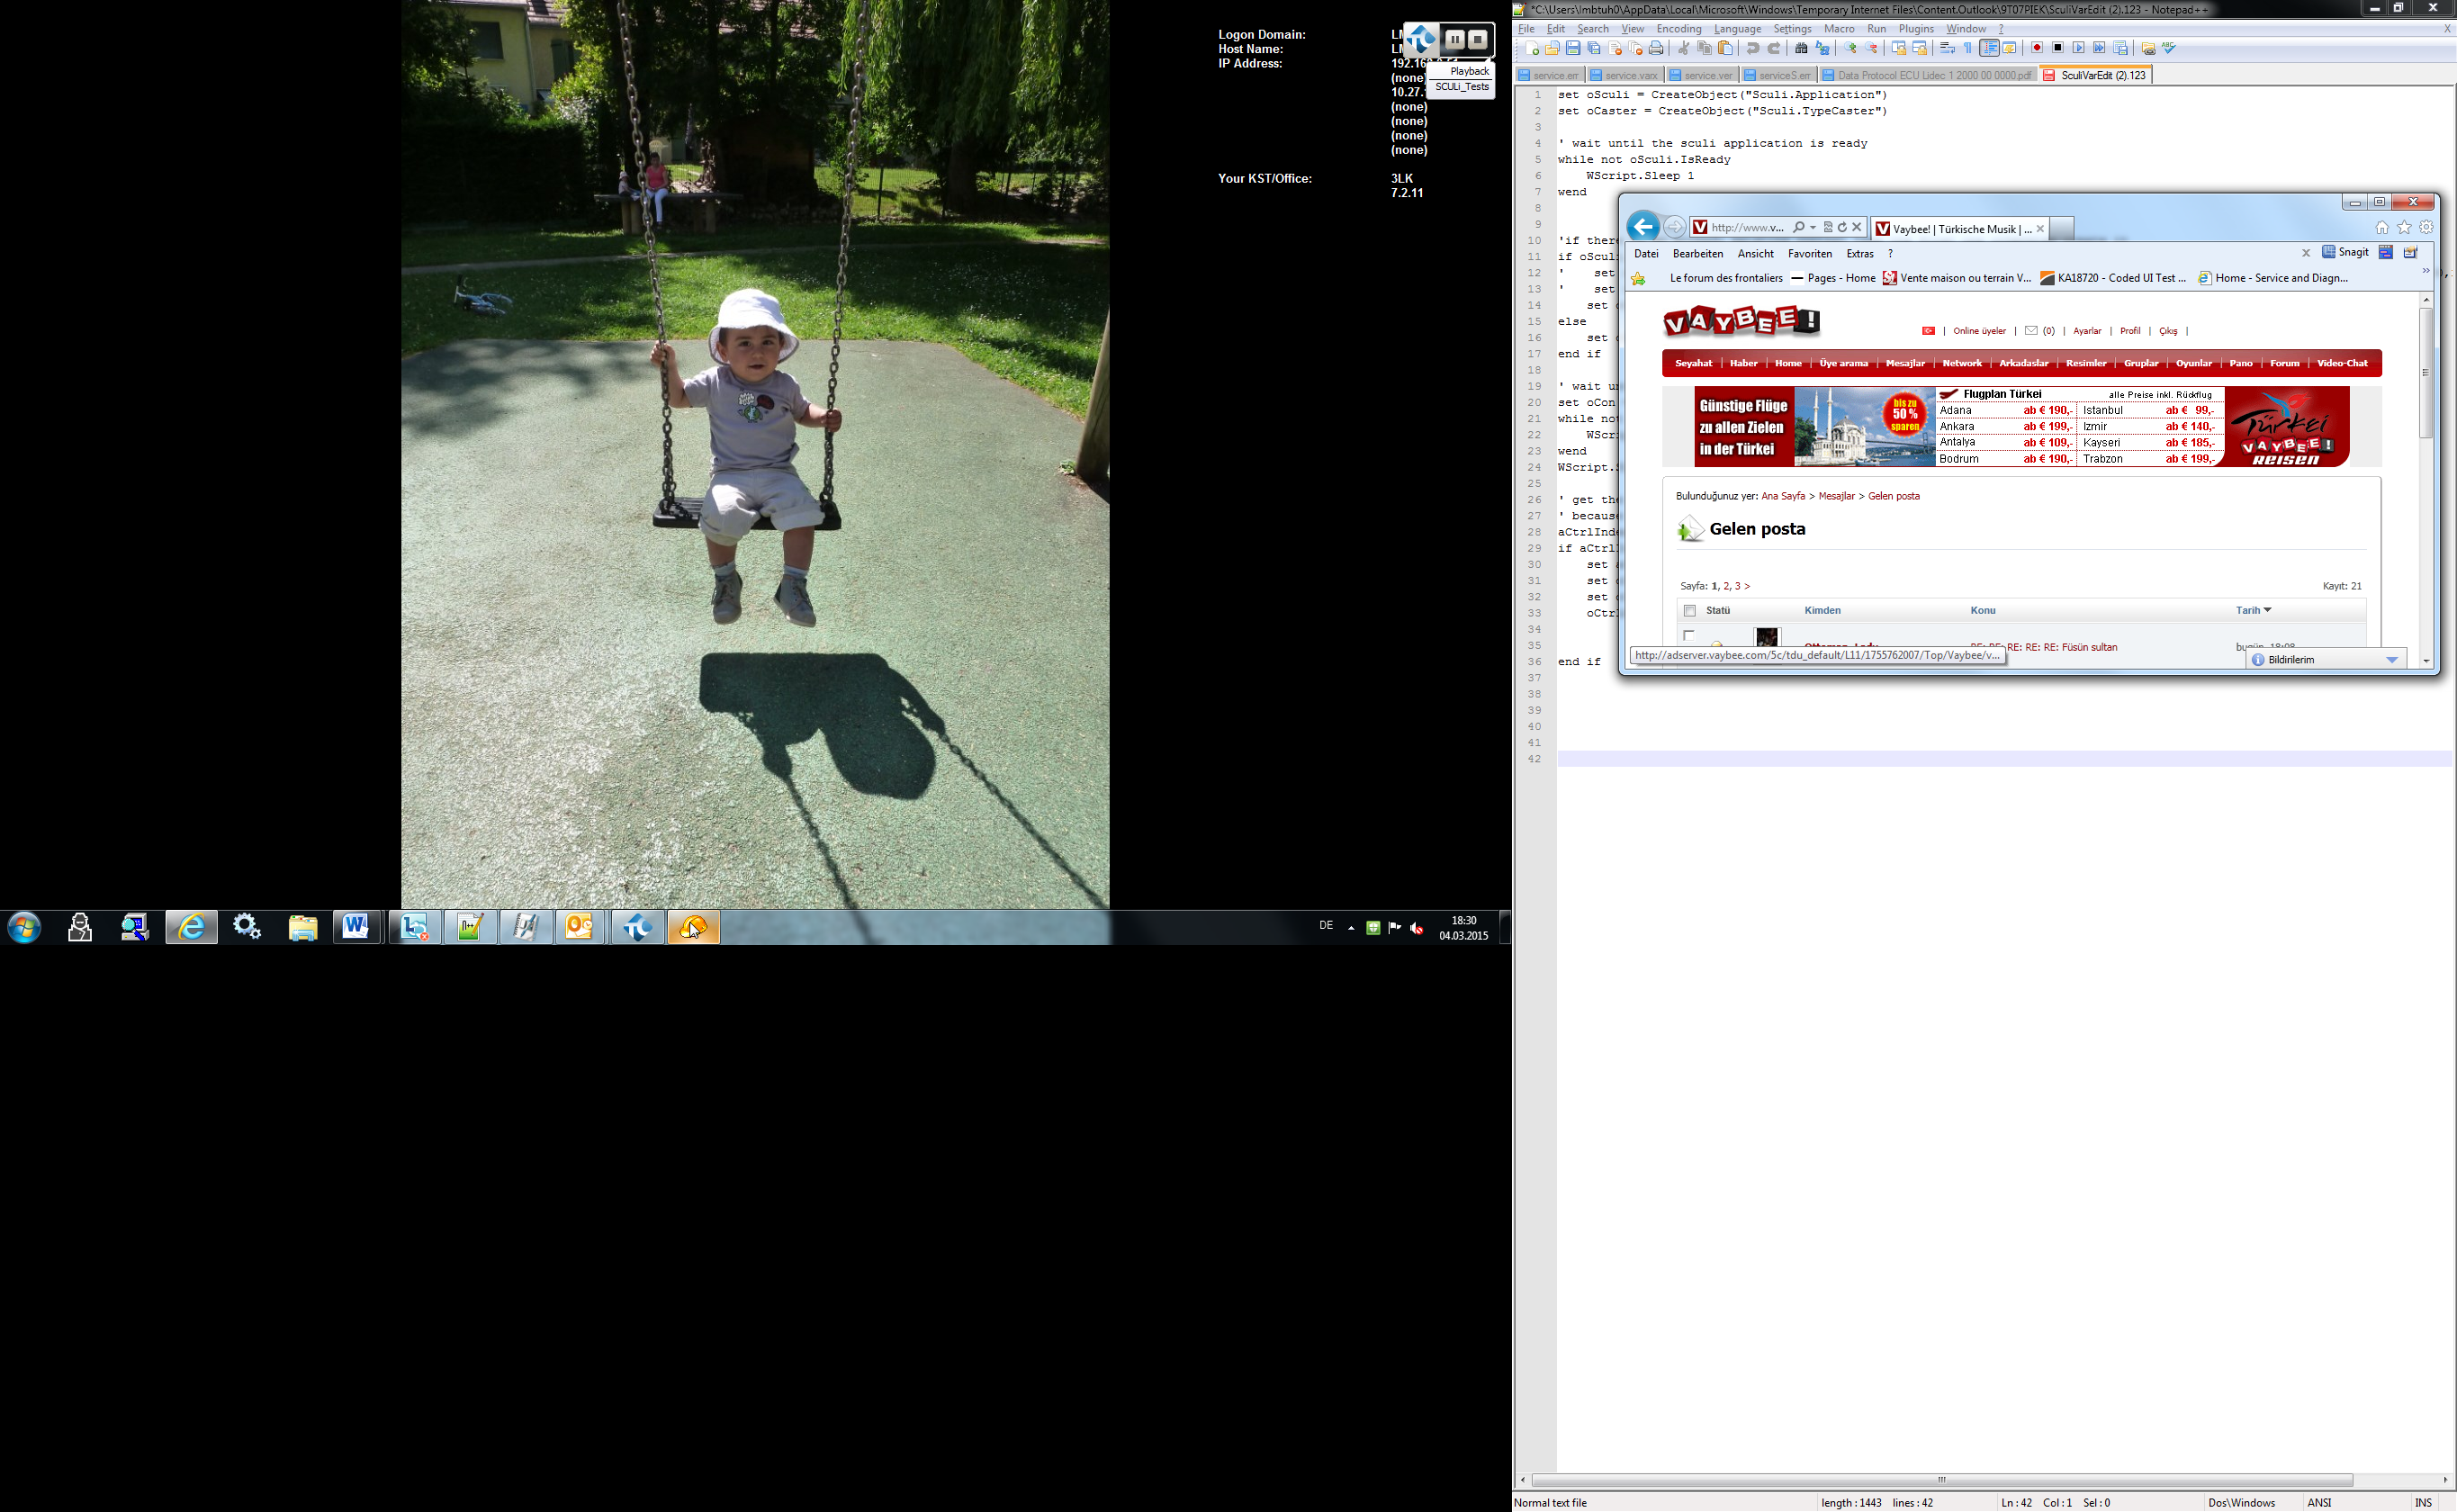 Logon Domain:
Host Name:
IP Address:
(none)
10.27.
(none)
(none)
(none)
(none)
Your KST/Office: 3LK
7.2.11
Playback
SCULi_Tests
DE
18:30
04.03.2015
*C:\Users\lmbtuh0\AppData\Local\Microsoft\Windows\Temporary Internet Files\Content.Outlook\9T07PIEK\SculiVarEdit (2).123 - Notepad++
File Edit Search View Encoding Language Settings Macro Run Plugins Window ? X
service.err service.varx service.ver serviceS.err Data Protocol ECU Lidec 1 2000 00 0000.pdf SculiVarEdit (2).123
1 set oSculi = CreateObject("Sculi.Application")
2 set oCaster = CreateObject("Sculi.TypeCaster")
3
4 ' wait until the sculi application is ready
5 while not oSculi.IsReady
6 WScript.Sleep 1
7 wend
8
9
10 'if there
11 if oSculi
12 ' set
13 ' set
14 set
15 else
16 set
17 end if
18
19 ' wait un
20 set oCon
21 while not
22 WScri
23 wend
24 WScript.
25
26 ' get the
27 ' because
28 aCtrlInde
29 if aCtrl
30 set
31 set
32 set
33 oCtrl
34
35
36 end if
37
38
39
40
41
42
http://www.v...
Vaybee! | Türkische Musik | ...
Datei Bearbeiten Ansicht Favoriten Extras ?
x Snagit
Le forum des frontaliers Pages - Home Vente maison ou terrain V... KA18720 - Coded UI Test ... Home - Service and Diagn...
VAYBEE!
| Online üyeler | (0) | Ayarlar | Profil | Çıkış |
Seyahat | Haber | Home | Üye arama | Mesajlar | Network | Arkadaslar | Resimler | Gruplar | Oyunlar | Pano | Forum | Video-Chat
Günstige Flüge
zu allen Zielen
in der Türkei
bis zu
50 %
sparen
Flugplan Türkei alle Preise inkl. Rückflug
Adana ab € 190,- Istanbul ab € 99,-
Ankara ab € 199,- Izmir ab € 140,-
Antalya ab € 109,- Kayseri ab € 185,-
Bodrum ab € 190,- Trabzon ab € 199,-
Türkei
VAYBEE!
REISEN
Bulunduğunuz yer: Ana Sayfa > Mesajlar > Gelen posta
Gelen posta
Sayfa: 1, 2, 3 >
Kayıt: 21
Statü Kimden Konu Tarih
RE: RE: RE: Füsün sultan
http://adserver.vaybee.com/5c/tdu_default/L11/1755762007/Top/Vaybee/v...
Bildirilerim
Normal text file
length : 1443 lines : 42
Ln : 42 Col : 1 Sel : 0
Dos\Windows
ANSI
INS